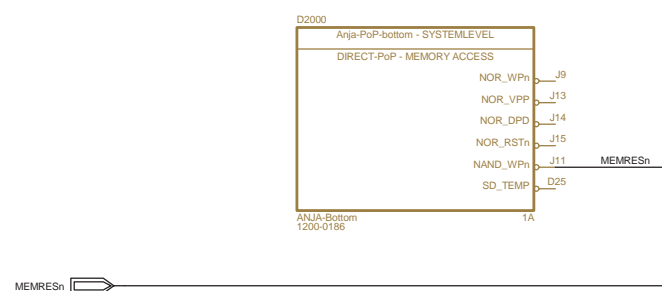 D2000
Anja-PoP-bottom - SYSTEMLEVEL
DIRECT-PoP - MEMORY ACCESS
NOR_WPn J9
NOR_VPP J13
NOR_DPD J14
NOR_RSTn J15
NAND_WPn J11 MEMRESn
SD_TEMP D25
ANJA-Bottom 1A
1200-0186
MEMRESn